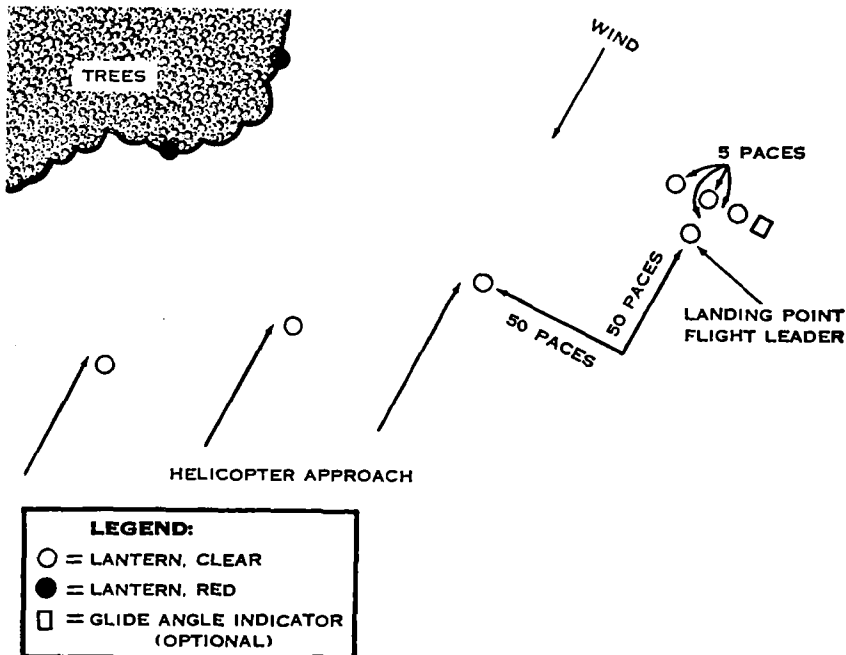 WIND
TREES
5 PACES
50 PACES
50 PACES
LANDING POINT
FLIGHT LEADER
HELICOPTER APPROACH
LEGEND:
= LANTERN, CLEAR
= LANTERN, RED
= GLIDE ANGLE INDICATOR
(OPTIONAL)